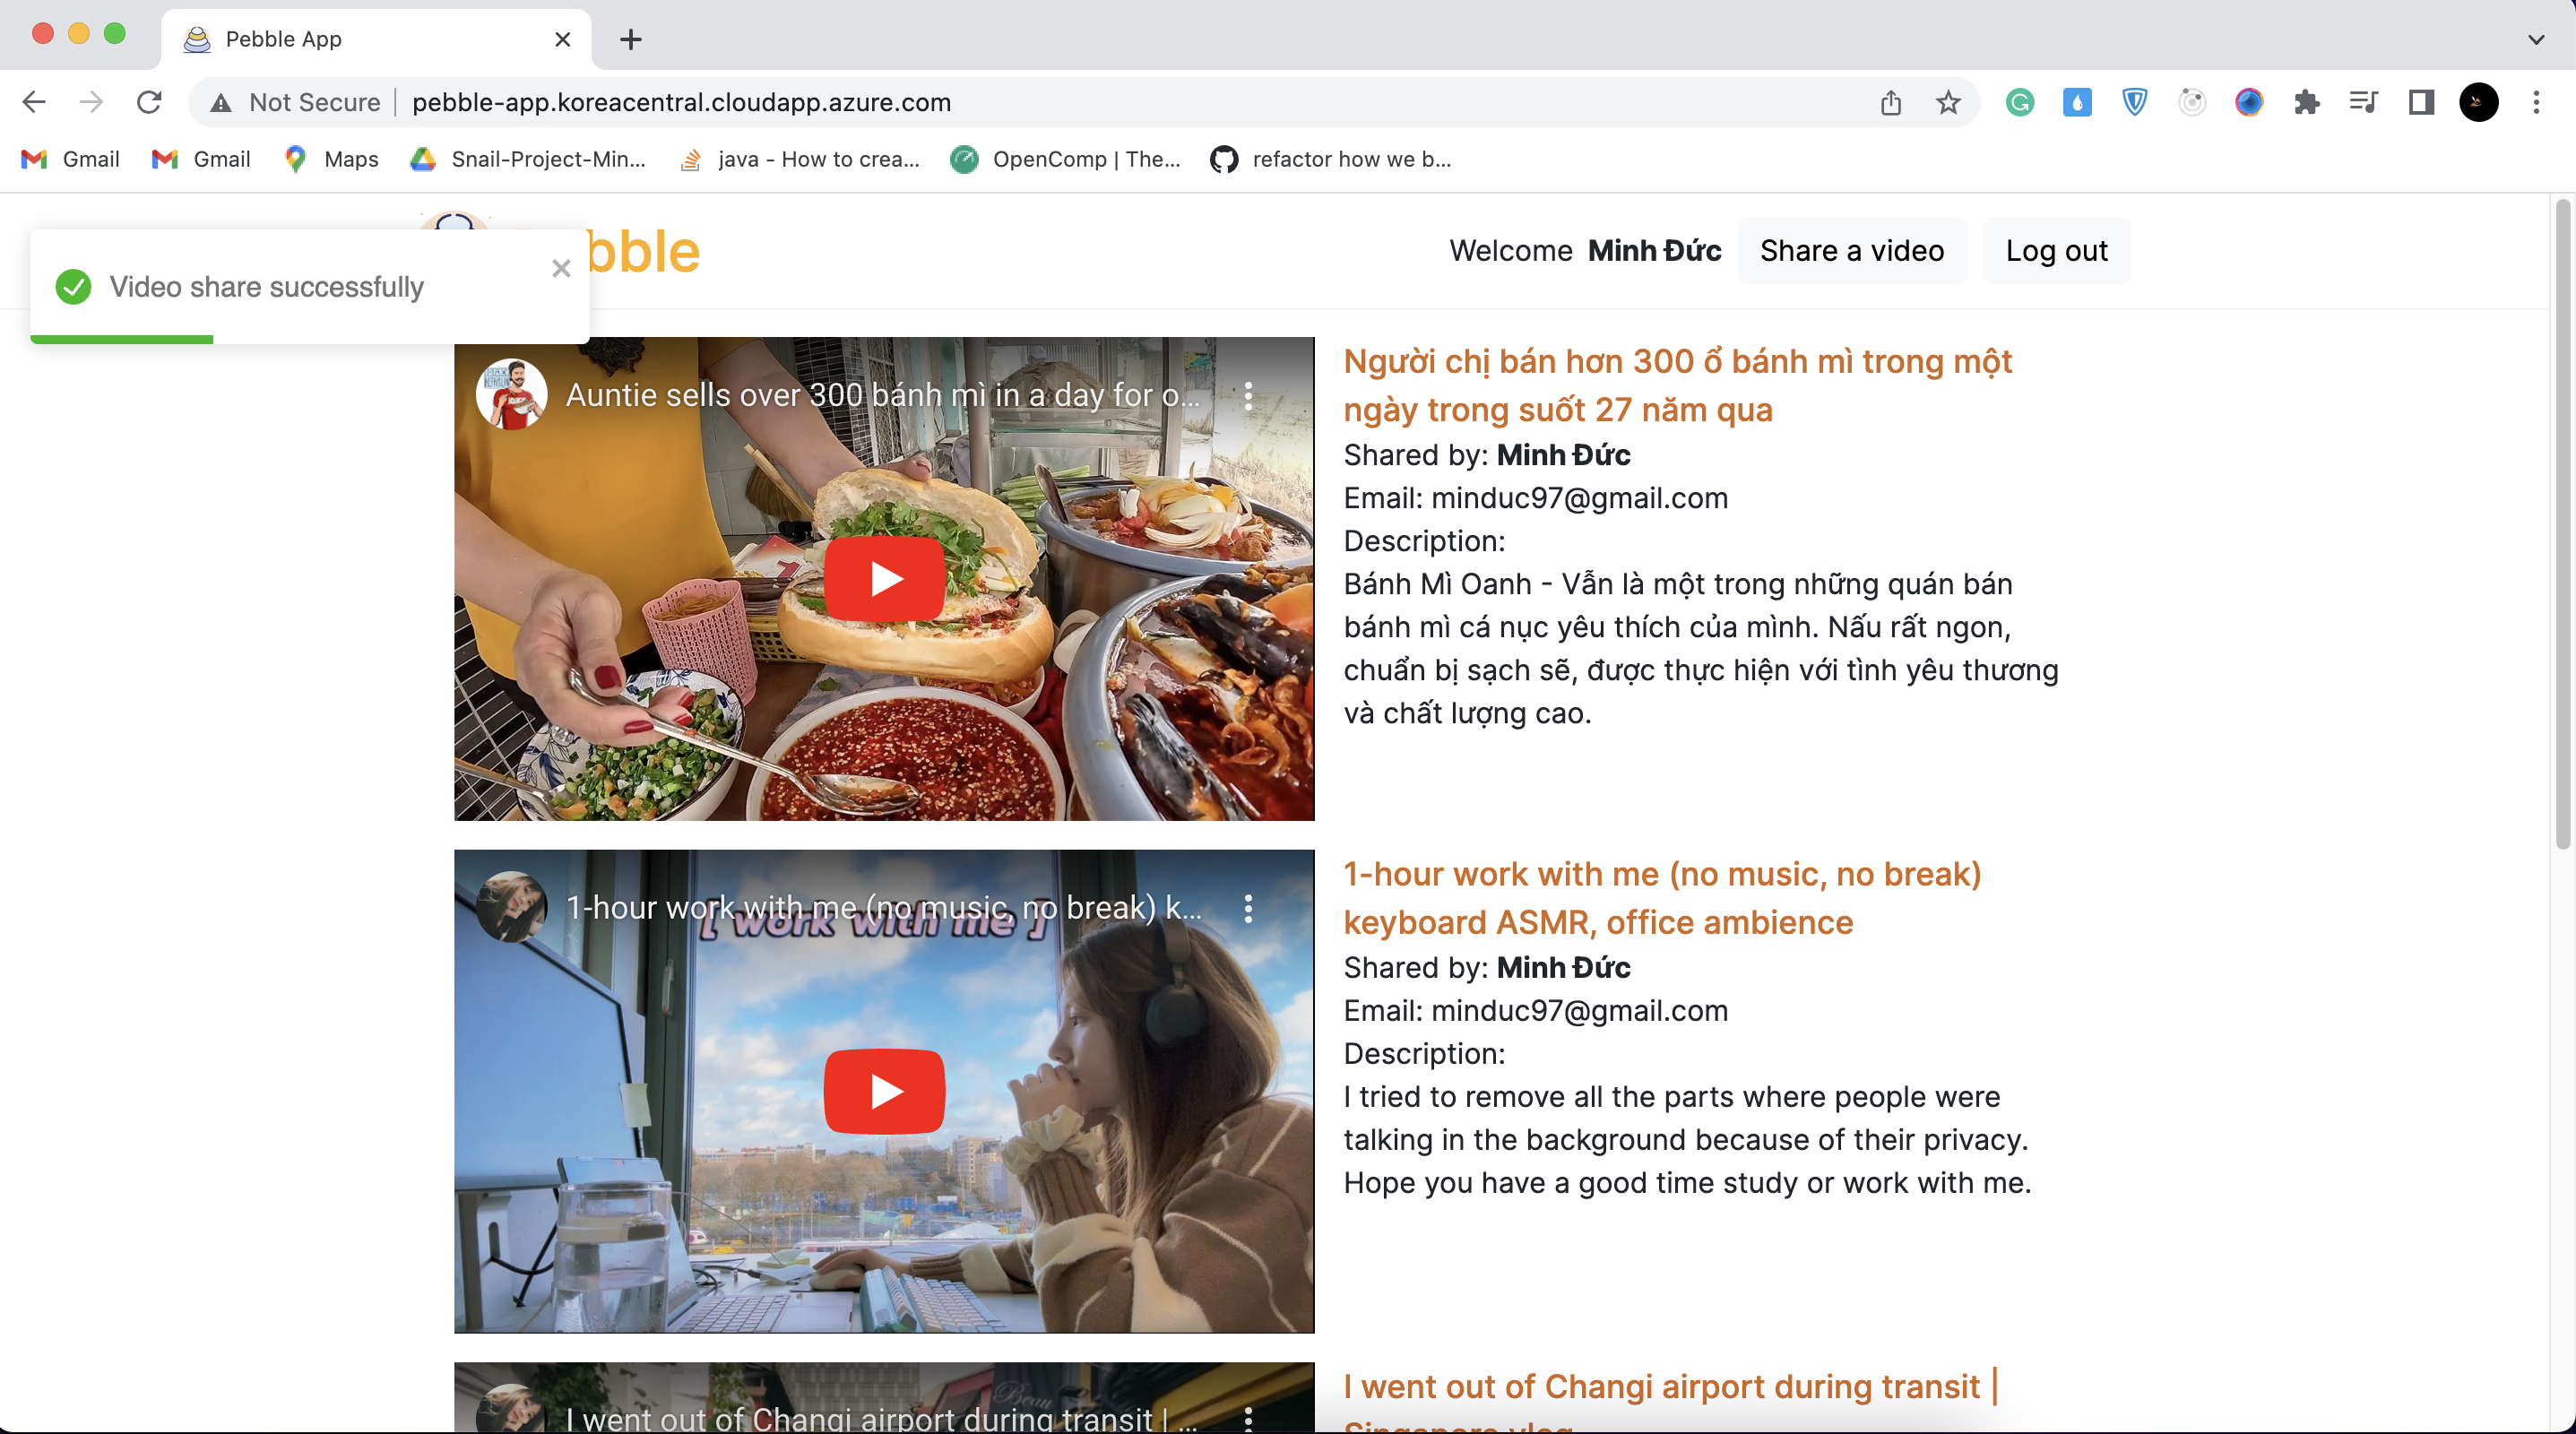 Pebble App
Not Secure
pebble-app.koreacentral.cloudapp.azure.com
Gmail
Gmail
Maps
Snail-Project-Min...
java - How to crea...
OpenComp | The...
refactor how we b...
bble
Welcome Minh Đức
Share a video
Log out
Video share successfully
Auntie sells over 300 bánh mì in a day for o...
Người chị bán hơn 300 ổ bánh mì trong một
ngày trong suốt 27 năm qua
Shared by: Minh Đức
Email: minduc97@gmail.com
Description:
Bánh Mì Oanh - Vẫn là một trong những quán bán
bánh mì cá nục yêu thích của mình. Nấu rất ngon,
chuẩn bị sạch sẽ, được thực hiện với tình yêu thương
và chất lượng cao.
1-hour work with me (no music, no break) k...
[ work with me ]
1-hour work with me (no music, no break)
keyboard ASMR, office ambience
Shared by: Minh Đức
Email: minduc97@gmail.com
Description:
I tried to remove all the parts where people were
talking in the background because of their privacy.
Hope you have a good time study or work with me.
I went out of Changi airport during transit | ...
I went out of Changi airport during transit |
Singapore vlog